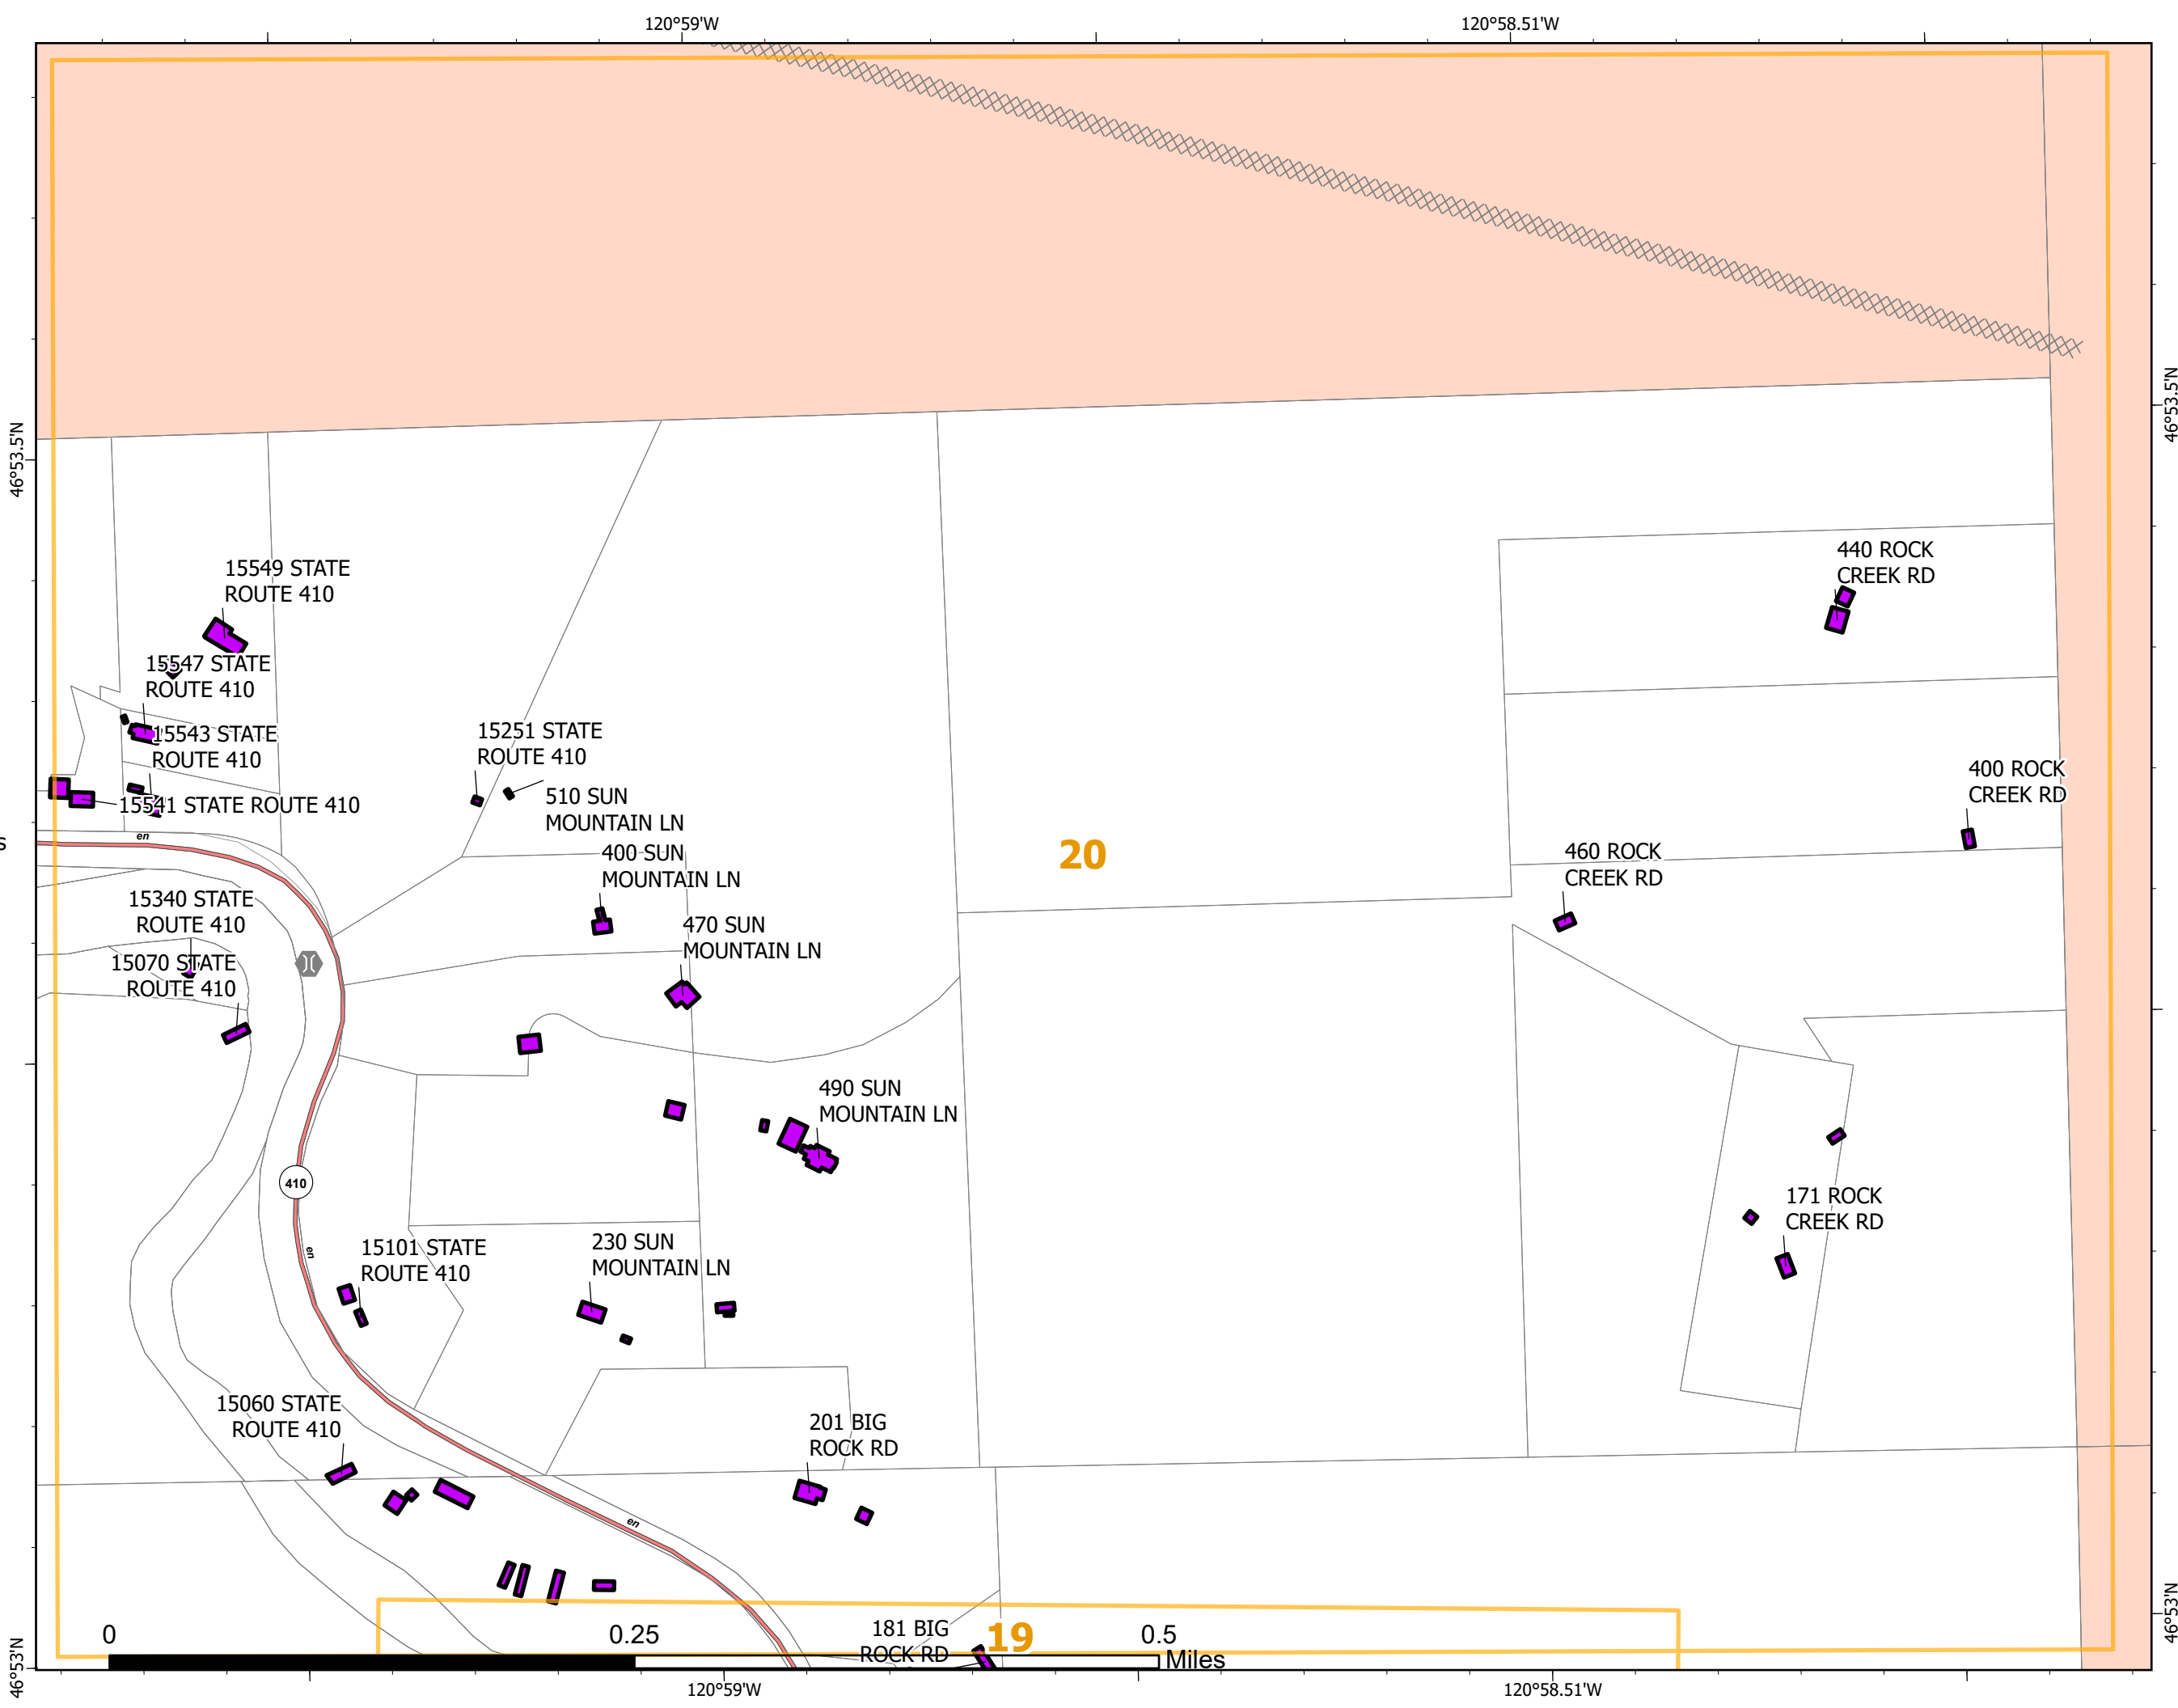 120°59'W
120°58.51'W
46°53.5'N
46°53.5'N
440 ROCK
CREEK RD
15549 STATE
ROUTE 410
15547 STATE
ROUTE 410
15543 STATE
ROUTE 410
15251 STATE
ROUTE 410
15541 STATE ROUTE 410
510 SUN
MOUNTAIN LN
400 ROCK
CREEK RD
en
s
20
400 SUN
MOUNTAIN LN
460 ROCK
CREEK RD
15340 STATE
ROUTE 410
470 SUN
MOUNTAIN LN
15070 STATE
ROUTE 410
490 SUN
MOUNTAIN LN
410
171 ROCK
CREEK RD
en
15101 STATE
ROUTE 410
230 SUN
MOUNTAIN LN
15060 STATE
ROUTE 410
201 BIG
ROCK RD
en
181 BIG
ROCK RD
19
0
0.25
0.5
Miles
46°53'N
46°53'N
120°59'W
120°58.51'W